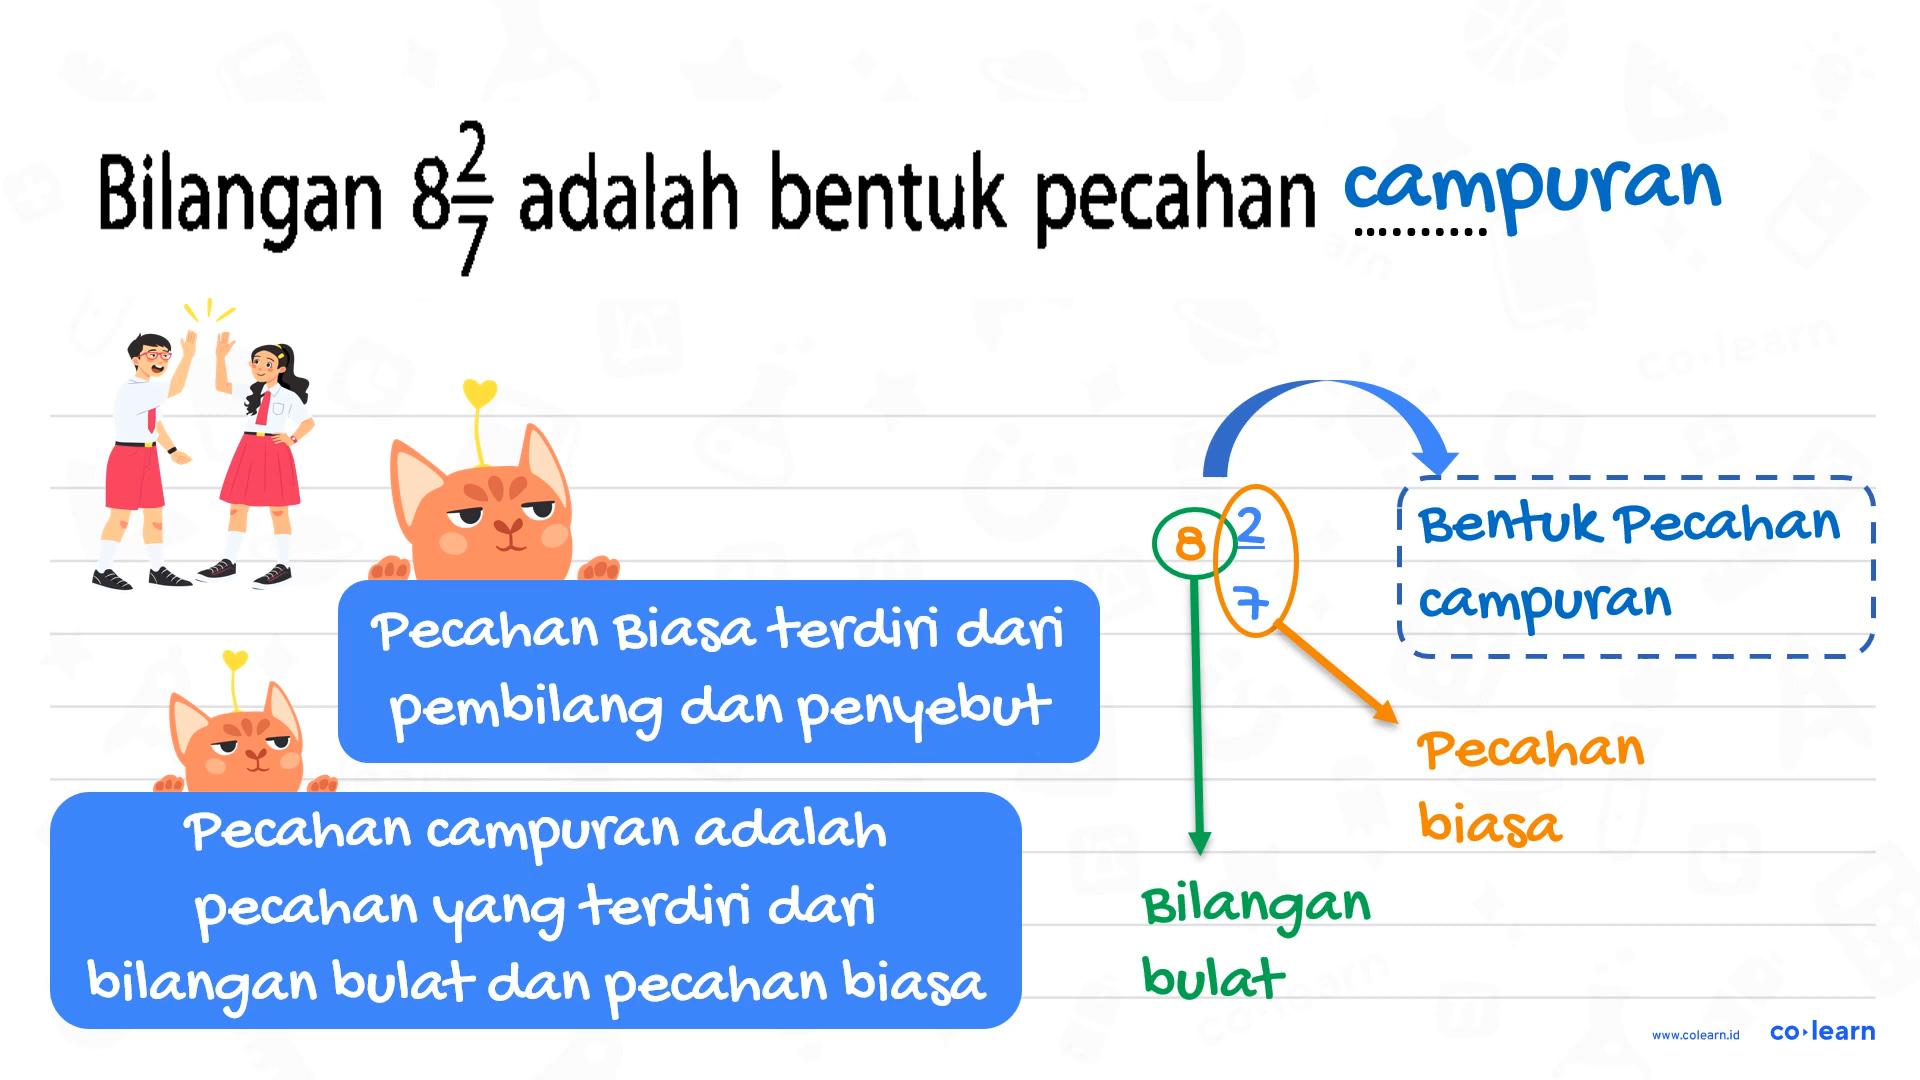 Bilangan 8 2/7 adalah bentuk pecahan campuran
..........
8 2/7
Bentuk Pecahan
campuran
Pecahan Biasa terdiri dari
pembilang dan penyebut
Pecahan
biasa
Pecahan campuran adalah
pecahan yang terdiri dari
bilangan bulat dan pecahan biasa
Bilangan
bulat
www.colearn.id
co·learn